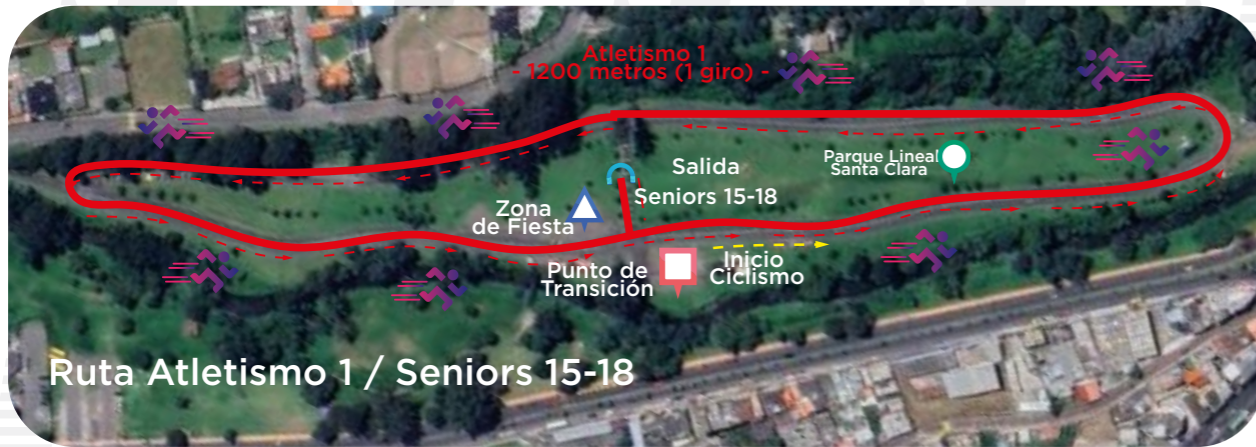 Atletismo 1
- 1200 metros (1 giro) -
Parque Lineal
Santa Clara
Salida
Seniors 15-18
Zona
de Fiesta
Punto de
Transición
Inicio
Ciclismo
Ruta Atletismo 1 / Seniors 15-18